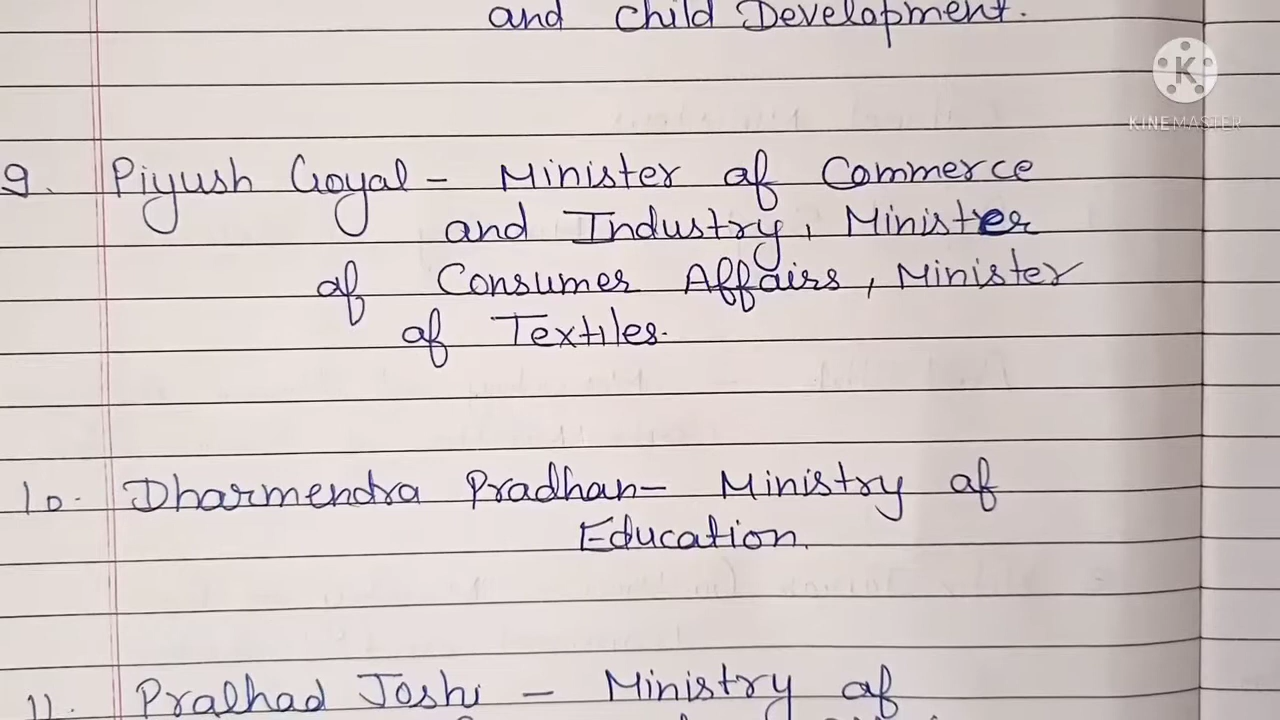 and Child Development.
KINEMASTER
9. Piyush Goyal - Minister of Commerce
and Industry, Minister
of Consumer Affairs, Minister
of Textiles.
10. Dharmendra Pradhan - Ministry of
Education.
11. Pralhad Joshi - Ministry of